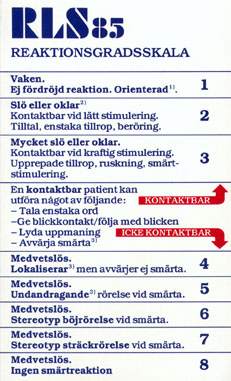 RLS85
REAKTIONSGRADSSKALA
Vaken.
Ej fördröjd reaktion. Orienterad¹⁾. 1
Slö eller oklar²⁾
Kontaktbar vid lätt stimulering. 2
Tilltal, enstaka tillrop, beröring.
Mycket slö eller oklar.
Kontaktbar vid kraftig stimulering. 3
Upprepade tillrop, ruskning, smärt-
stimulering.
En kontaktbar patient kan
utföra något av följande: KONTAKTBAR
– Tala enstaka ord
–Ge blickkontakt/följa med blicken
– Lyda uppmaning ICKE KONTAKTBAR
– Avvärja smärta³⁾
Medvetslös.
Lokaliserar³⁾ men avvärjer ej smärta. 4
Medvetslös.
Undandragande³⁾ rörelse vid smärta. 5
Medvetslös.
Stereotyp böjrörelse vid smärta. 6
Medvetslös.
Stereotyp sträckrörelse vid smärta. 7
Medvetslös.
Ingen smärtreaktion 8